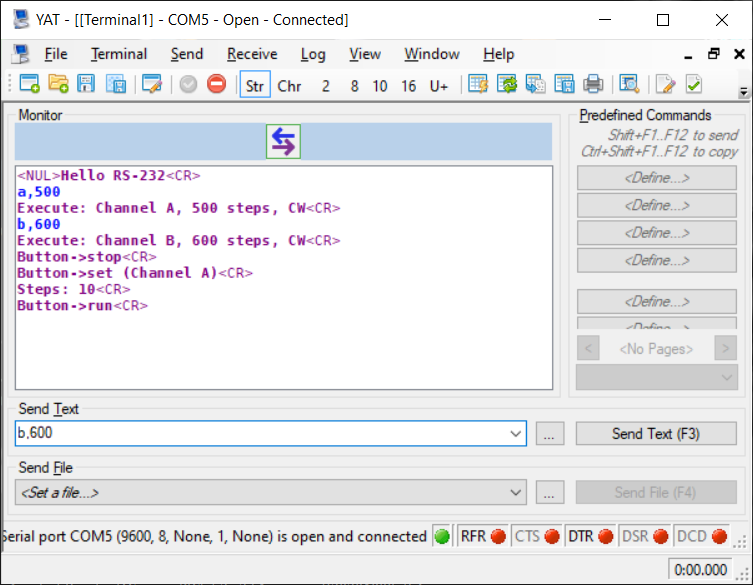 YAT - [[Terminal1] - COM5 - Open - Connected]
File Terminal Send Receive Log View Window Help
Str Chr 2 8 10 16 U+
Monitor
<NUL>Hello RS-232<CR>
a,500
Execute: Channel A, 500 steps, CW<CR>
b,600
Execute: Channel B, 600 steps, CW<CR>
Button->stop<CR>
Button->set (Channel A)<CR>
Steps: 10<CR>
Button->run<CR>
Predefined Commands
Shift+F1..F12 to send
Ctrl+Shift+F1..F12 to copy
<Define...>
<Define...>
<Define...>
<Define...>
<Define...>
<Define...>
< <No Pages> >
Send Text
b,600
... Send Text (F3)
Send File
<Set a file...>
... Send File (F4)
Serial port COM5 (9600, 8, None, 1, None) is open and connected RFR CTS DTR DSR DCD
0:00.000